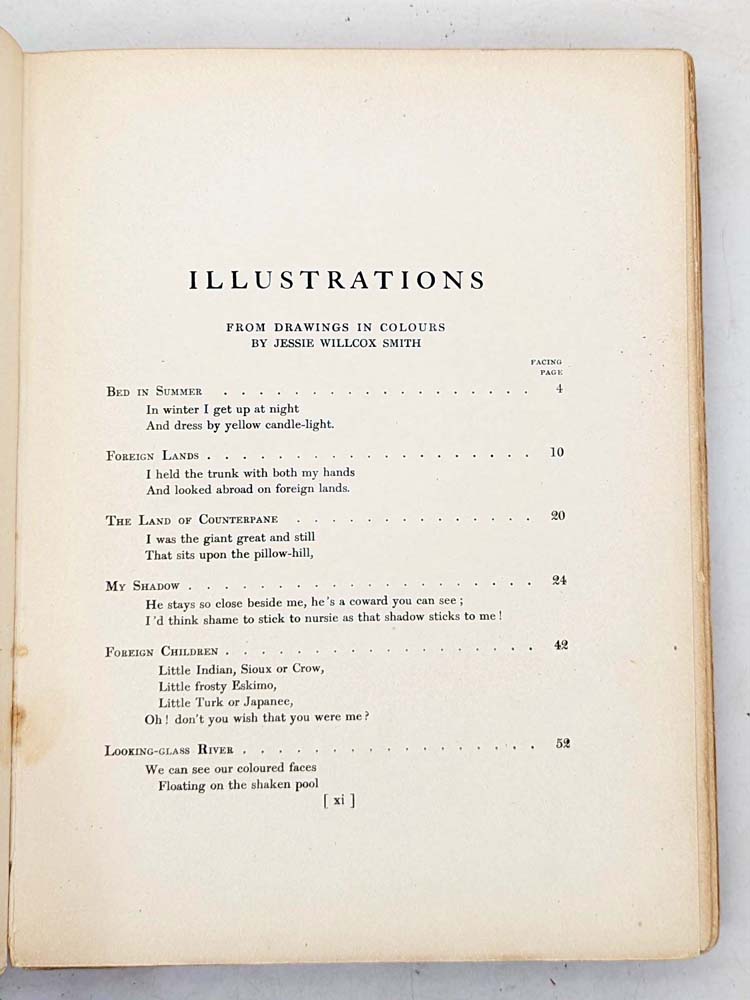 ILLUSTRATIONS
FROM DRAWINGS IN COLOURS
BY JESSIE WILLCOX SMITH
FACING
PAGE
BED IN SUMMER . . . . . . . . . . . . . . . . . . 4
In winter I get up at night
And dress by yellow candle-light.
FOREIGN LANDS . . . . . . . . . . . . . . . . . . . 10
I held the trunk with both my hands
And looked abroad on foreign lands.
THE LAND OF COUNTERPANE . . . . . . . . . . . . . . 20
I was the giant great and still
That sits upon the pillow-hill,
MY SHADOW . . . . . . . . . . . . . . . . . . . . 24
He stays so close beside me, he's a coward you can see ;
I'd think shame to stick to nursie as that shadow sticks to me !
FOREIGN CHILDREN . . . . . . . . . . . . . . . . . . 42
Little Indian, Sioux or Crow,
Little frosty Eskimo,
Little Turk or Japanee,
Oh ! don't you wish that you were me ?
LOOKING-GLASS RIVER . . . . . . . . . . . . . . . . . 52
We can see our coloured faces
Floating on the shaken pool
[ xi ]